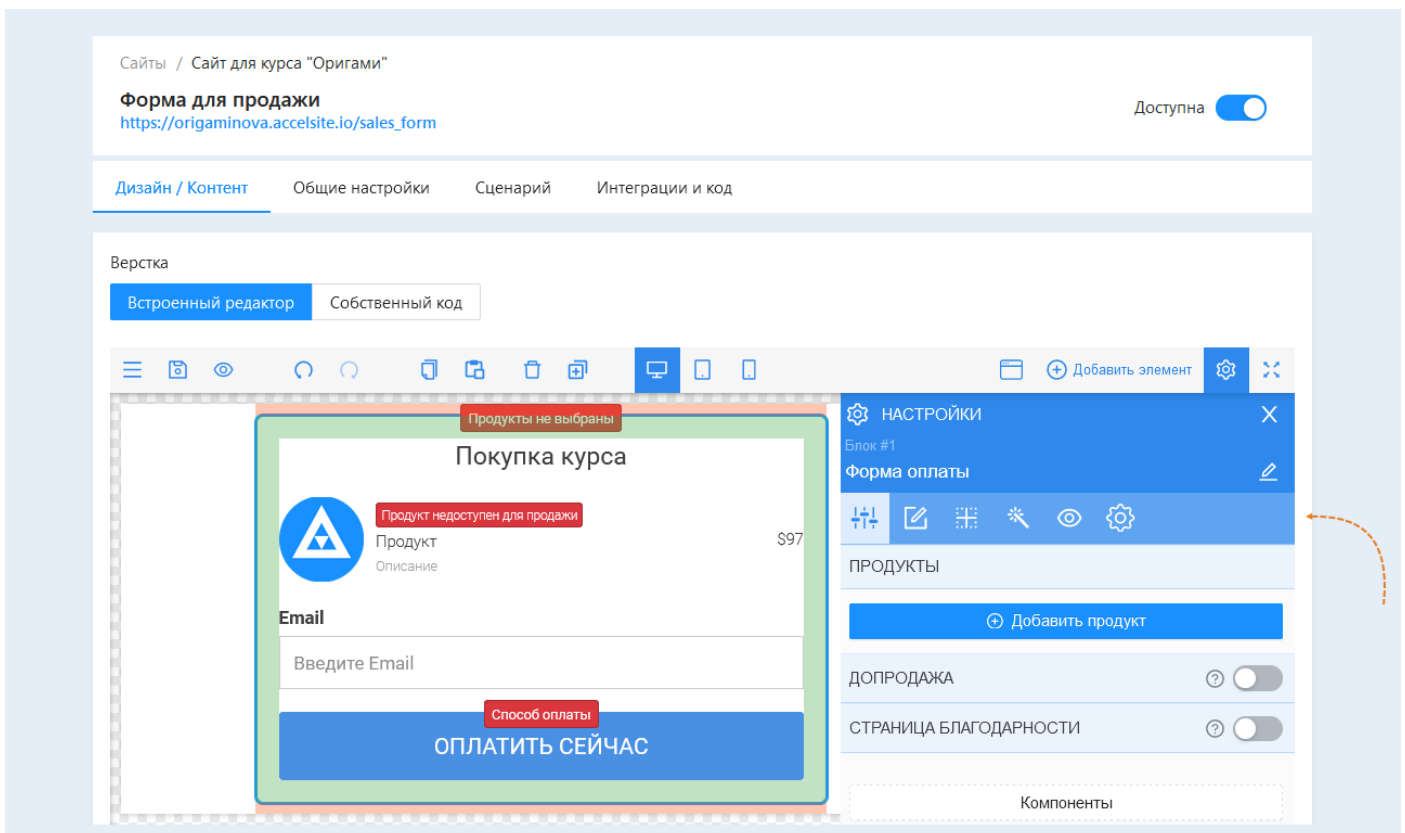 Сайты / Сайт для курса "Оригами"
Форма для продажи
https://origaminova.accelsite.io/sales_form
Доступна
Дизайн / Контент Общие настройки Сценарий Интеграции и код
Верстка
Встроенный редактор Собственный код
Добавить элемент
Продукты не выбраны
Покупка курса
Продукт недоступен для продажи
Продукт $97
Описание
Email
Введите Email
Способ оплаты
ОПЛАТИТЬ СЕЙЧАС
НАСТРОЙКИ X
Блок #1
Форма оплаты
ПРОДУКТЫ
Добавить продукт
ДОПРОДАЖА ?
СТРАНИЦА БЛАГОДАРНОСТИ ?
Компоненты